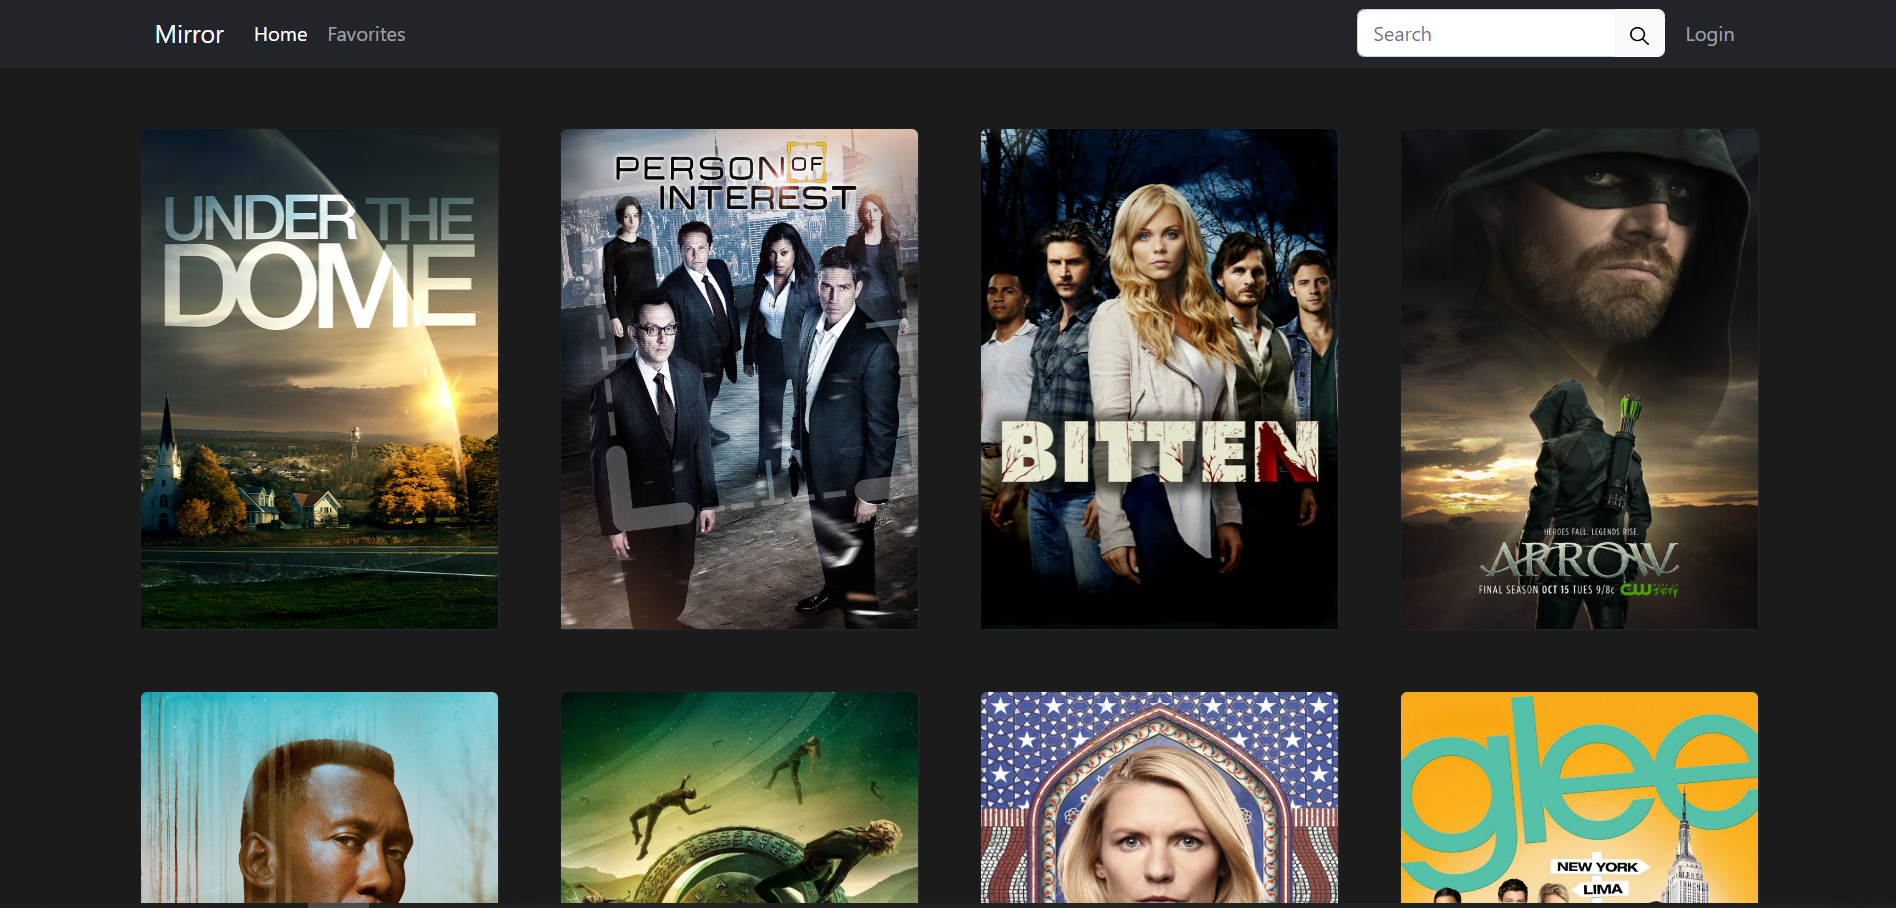 Mirror Home Favorites Search Login
UNDER THE
DOME
PERSON OF
INTEREST
BITTEN
HEROES FALL. LEGENDS RISE.
ARROW
FINAL SEASON OCT 15 TUES 9/8c CW
glee
NEW YORK
LIMA